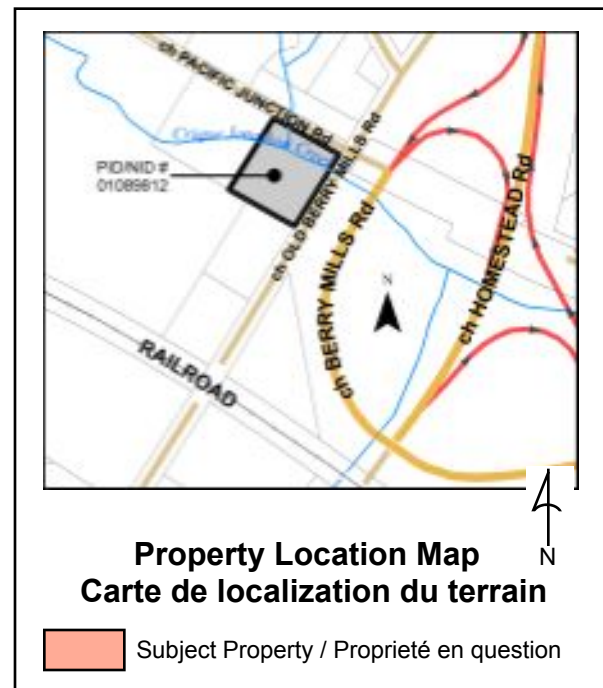 ch PACIFIC JUNCTION Rd
PID/NID #
01089812
ch OLD BERRY MILLS Rd
ch BERRY MILLS Rd
ch HOMESTEAD Rd
N
RAILROAD
N
Property Location Map
Carte de localization du terrain
Subject Property / Proprieté en question